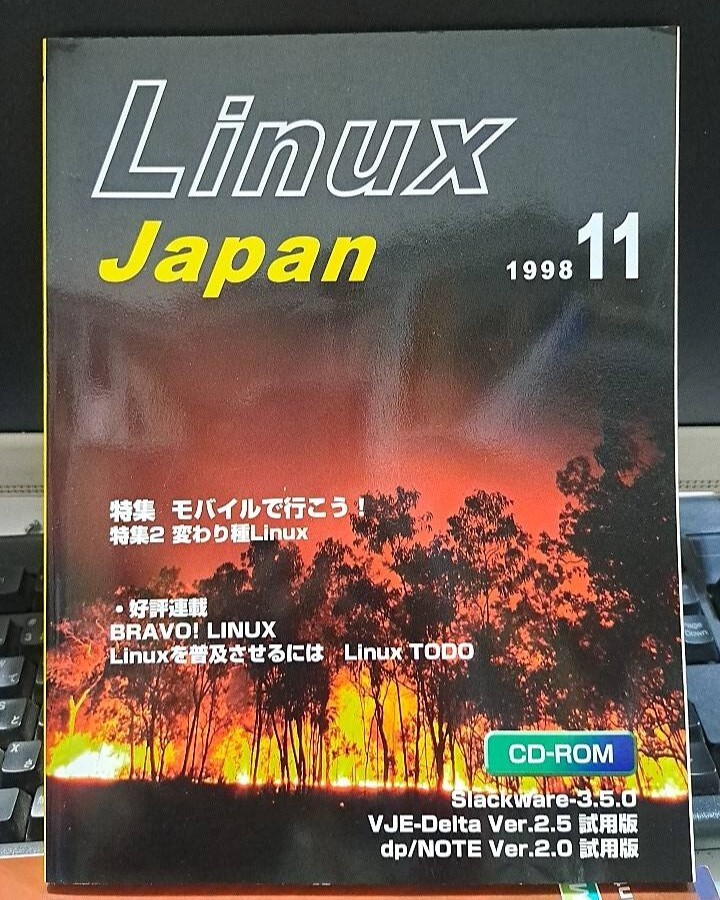 Linux
Japan
1998 11
特集 モバイルで行こう！
特集2 変わり種Linux
・好評連載
BRAVO! LINUX
Linuxを普及させるには Linux TODO
CD-ROM
Slackware-3.5.0
VJE-Delta Ver.2.5 試用版
dp/NOTE Ver.2.0 試用版
Page
Down